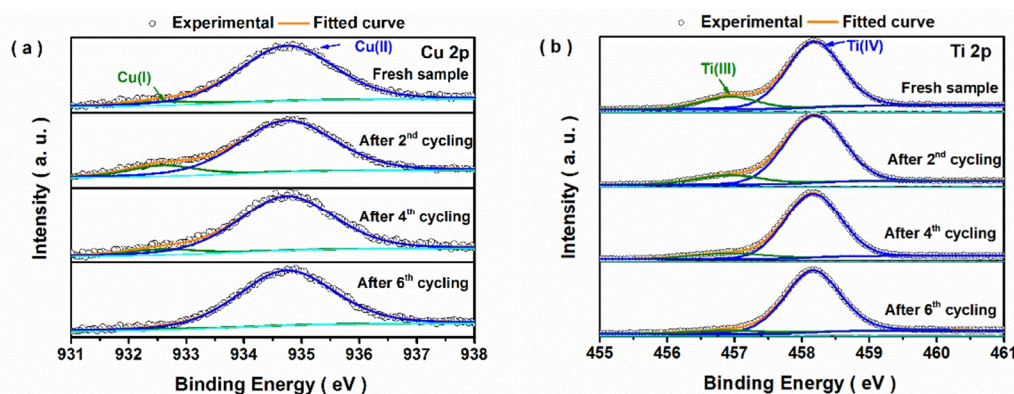 Experimental Fitted curve
( a )
Cu(II)
Cu 2p
Cu(I)
Fresh sample
After 2nd cycling
After 4th cycling
After 6th cycling
Intensity ( a. u. )
931 932 933 934 935 936 937 938
Binding Energy ( eV )
Experimental Fitted curve
( b )
Ti(IV)
Ti 2p
Ti(III)
Fresh sample
After 2nd cycling
After 4th cycling
After 6th cycling
Intensity ( a. u. )
455 456 457 458 459 460 461
Binding Energy ( eV )